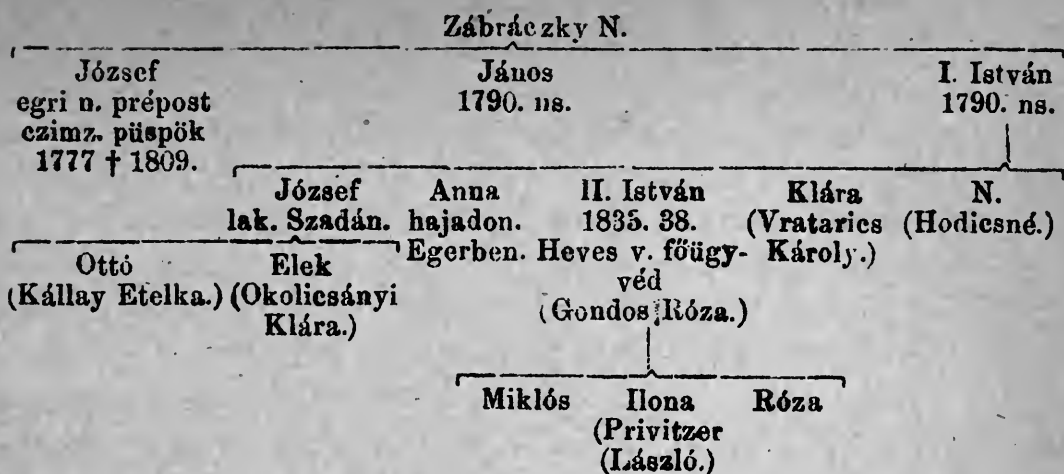 Zábráczky N.
József János I. István
egri n. prépost 1790. ns. 1790. ns.
czimz. püspök
1777 † 1809.
József Anna II. István Klára N.
lak. Szadán. hajadon. 1835. 38. (Vratarics (Hodicsné.)
Ottó Elek Egerben. Heves v. főügy- Károly.)
(Kállay Etelka.) (Okolicsányi véd
Klára.) (Gondos Róza.)
Miklós Ilona Róza
(Privitzer
(László.)